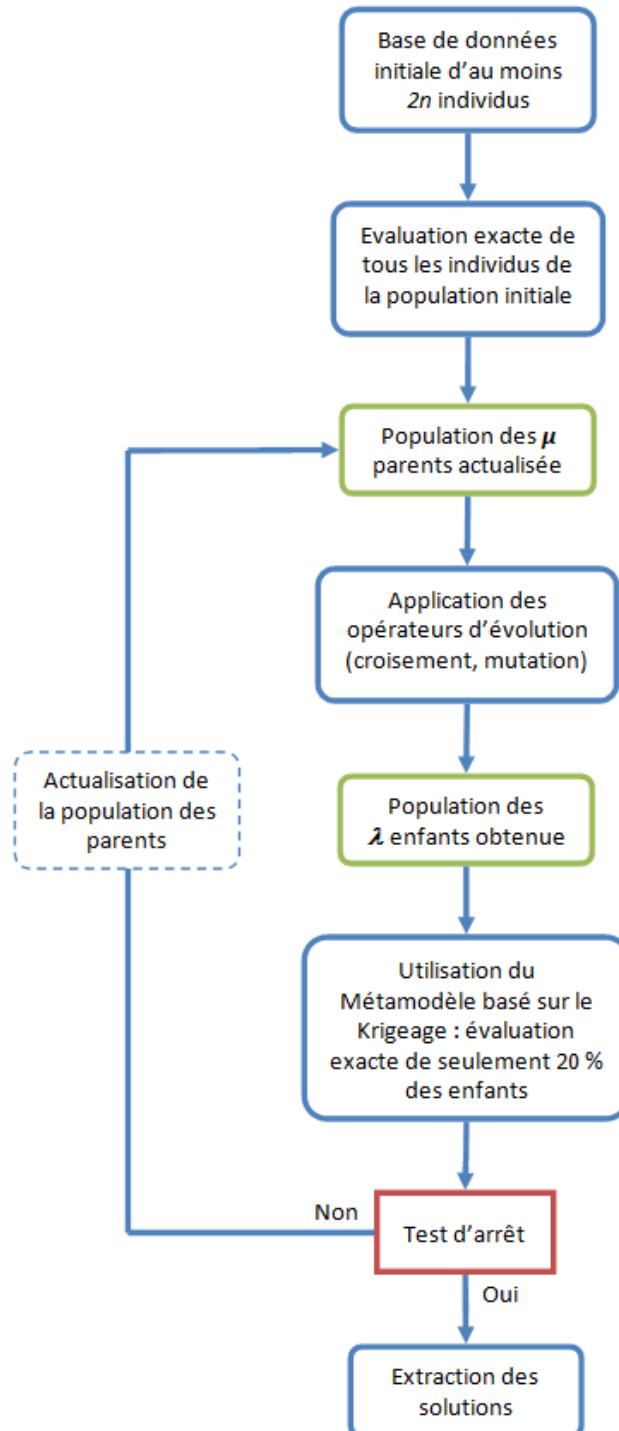 Base de données
initiale d’au moins
2n individus
Evaluation exacte de
tous les individus de
la population initiale
Population des μ
parents actualisée
Application des
opérateurs d’évolution
(croisement, mutation)
Actualisation de
la population des
parents
Population des
λ enfants obtenue
Utilisation du
Métamodèle basé sur le
Krigeage : évaluation
exacte de seulement 20 %
des enfants
Non
Test d’arrêt
Oui
Extraction des
solutions